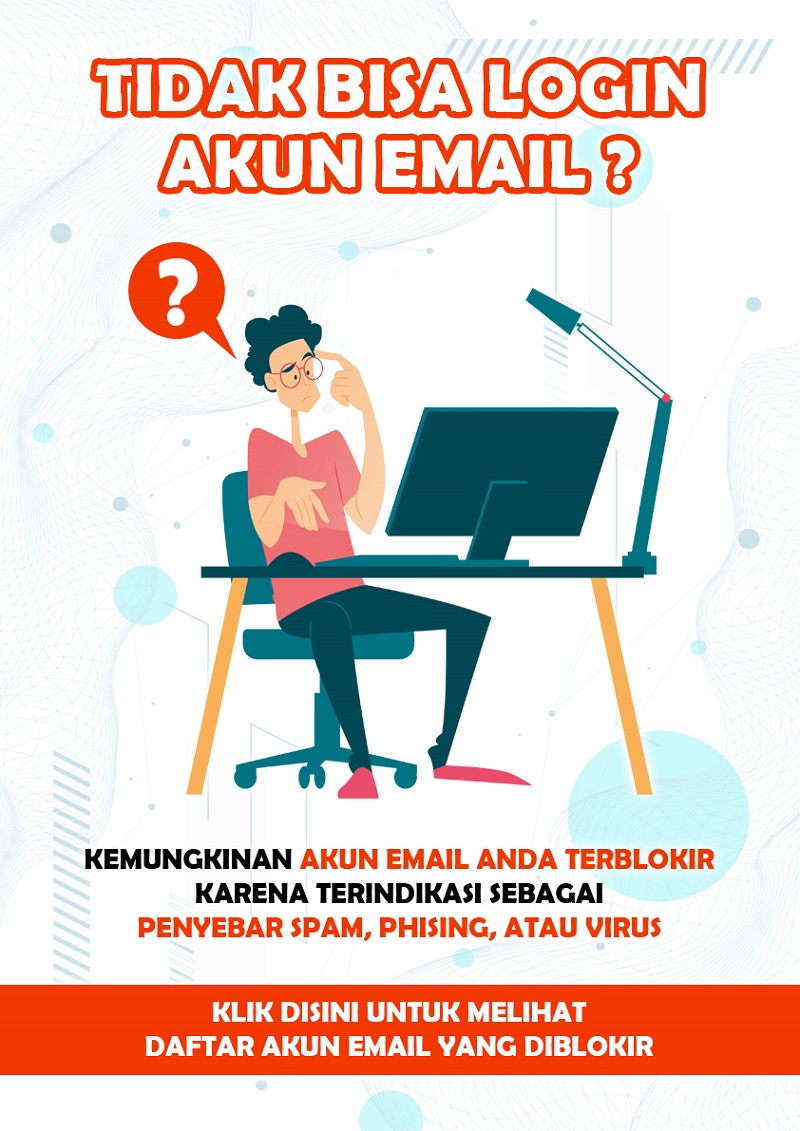 TIDAK BISA LOGIN
AKUN EMAIL ?
?
KEMUNGKINAN AKUN EMAIL ANDA TERBLOKIR
KARENA TERINDIKASI SEBAGAI
PENYEBAR SPAM, PHISING, ATAU VIRUS
KLIK DISINI UNTUK MELIHAT
DAFTAR AKUN EMAIL YANG DIBLOKIR